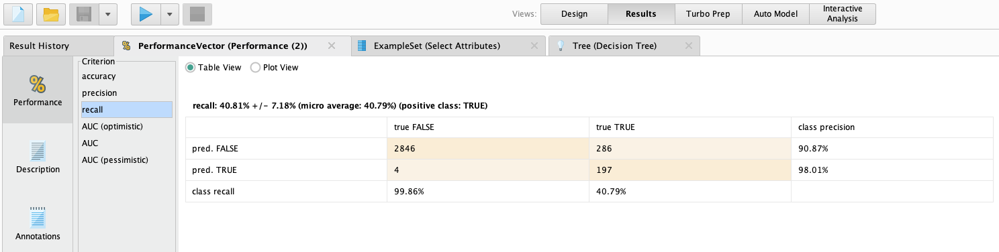 Views: Design Results Turbo Prep Auto Model Interactive
Analysis
Result History PerformanceVector (Performance (2)) ExampleSet (Select Attributes) Tree (Decision Tree)
%
Performance
Description
Annotations
Criterion
accuracy
precision
recall
AUC (optimistic)
AUC
AUC (pessimistic)
Table View Plot View
recall: 40.81% +/- 7.18% (micro average: 40.79%) (positive class: TRUE)
true FALSE true TRUE class precision
pred. FALSE 2846 286 90.87%
pred. TRUE 4 197 98.01%
class recall 99.86% 40.79%